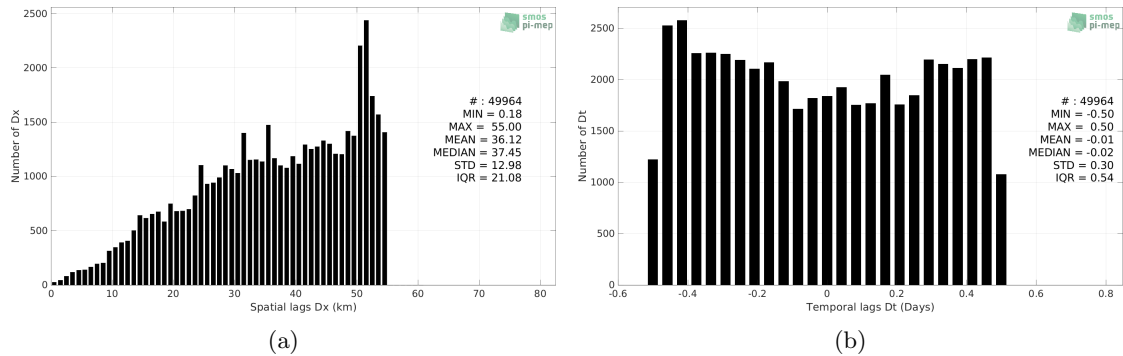 2500
2000
1500
1000
500
0
Number of Dx
0
10
20
30
40
50
60
70
80
Spatial lags Dx (km)
smos
pi-mep
# : 49964
MIN = 0.18
MAX = 55.00
MEAN = 36.12
MEDIAN = 37.45
STD = 12.98
IQR = 21.08
(a)
2500
2000
1500
1000
500
0
Number of Dt
-0.6
-0.4
-0.2
0
0.2
0.4
0.6
0.8
Temporal lags Dt (Days)
smos
pi-mep
# : 49964
MIN = -0.50
MAX = 0.50
MEAN = -0.01
MEDIAN = -0.02
STD = 0.30
IQR = 0.54
(b)